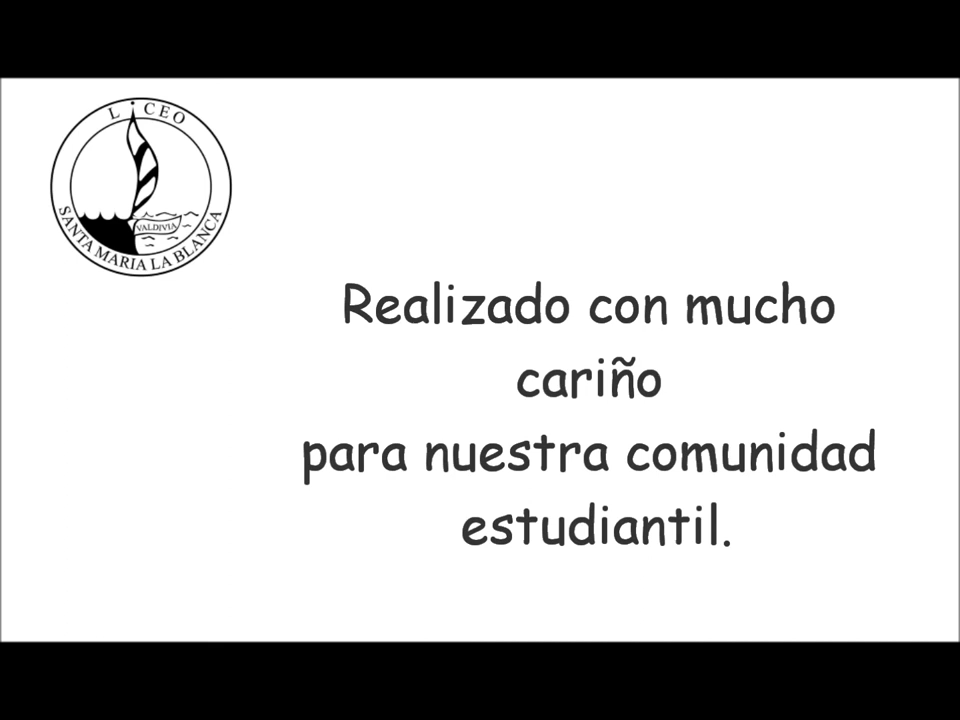 LICEO
SANTA MARIA LA BLANCA
VALDIVIA
Realizado con mucho
cariño
para nuestra comunidad
estudiantil.